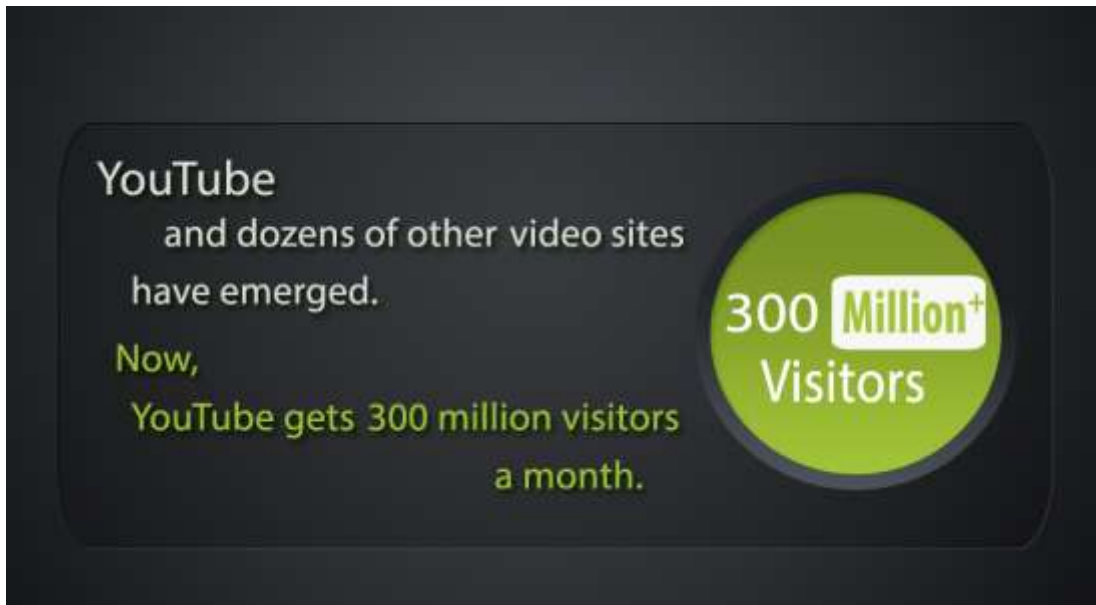 YouTube
and dozens of other video sites
have emerged.
Now,
YouTube gets 300 million visitors
a month.
300 Million+
Visitors